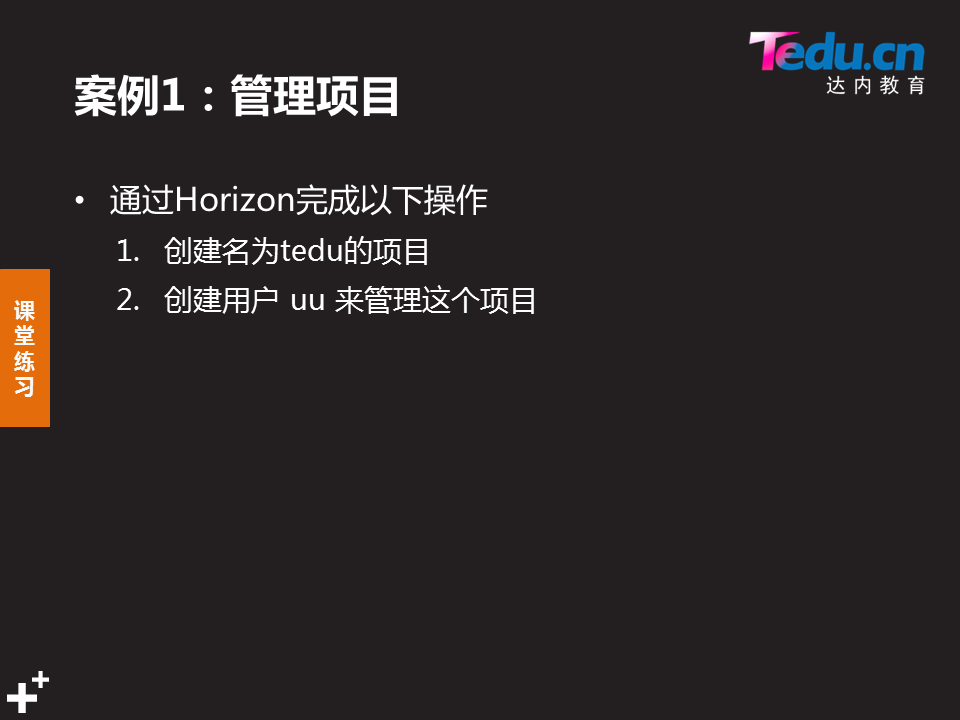 Tedu.cn
达内教育
案例1：管理项目
• 通过Horizon完成以下操作
1. 创建名为tedu的项目
2. 创建用户 uu 来管理这个项目
课堂练习